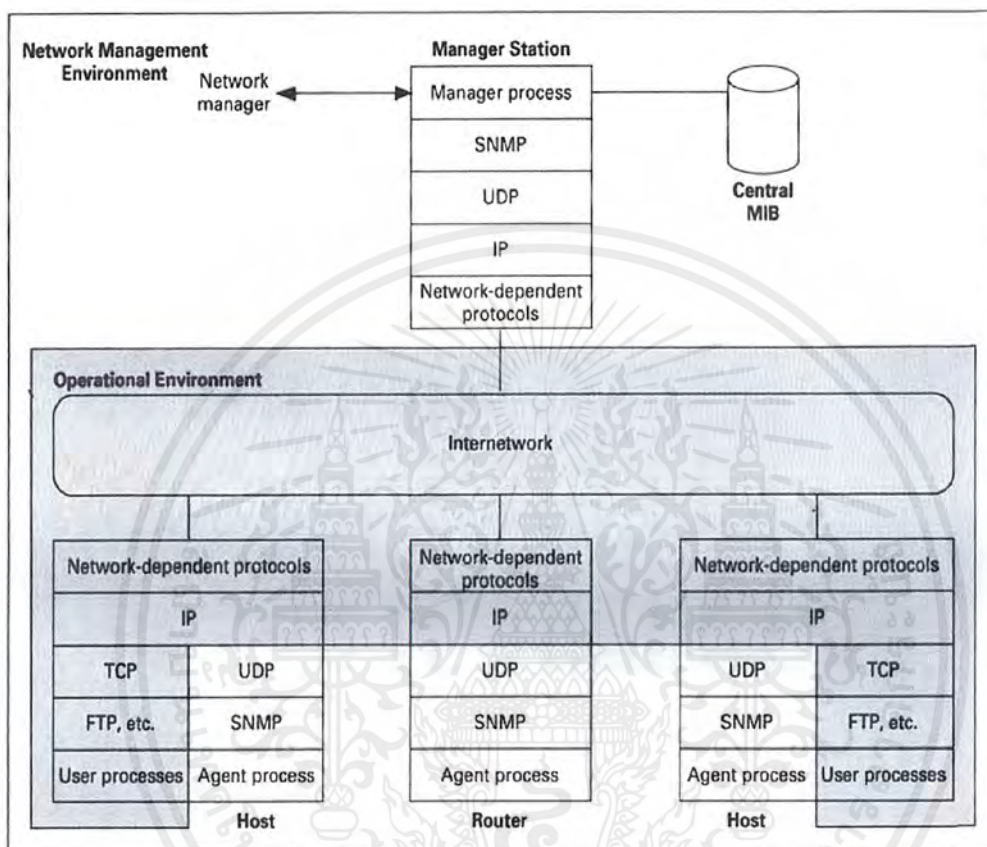 Network Management
Environment
Network
manager
Manager Station
Manager process
SNMP
UDP
IP
Network-dependent
protocols
Central
MIB
Operational Environment
Internetwork
Network-dependent protocols
IP
TCP
UDP
FTP, etc.
SNMP
User processes
Agent process
Host
Network-dependent
protocols
IP
UDP
SNMP
Agent process
Router
Network-dependent protocols
IP
UDP
TCP
SNMP
FTP, etc.
Agent process
User processes
Host